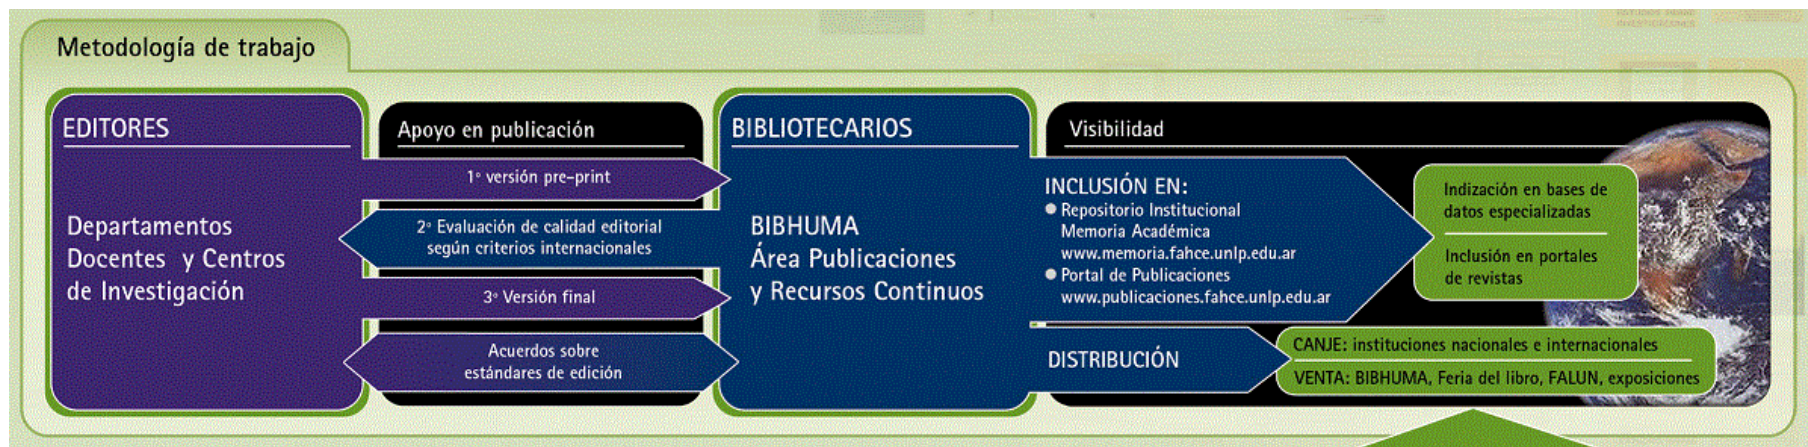 Metodología de trabajo
EDITORES
Departamentos
Docentes y Centros
de Investigación
Apoyo en publicación
1º versión pre-print
2º Evaluación de calidad editorial
según criterios internacionales
3º Versión final
Acuerdos sobre
estándares de edición
BIBLIOTECARIOS
BIBHUMA
Área Publicaciones
y Recursos Continuos
Visibilidad
INCLUSIÓN EN:
Repositorio Institucional
Memoria Académica
www.memoria.fahce.unlp.edu.ar
Portal de Publicaciones
www.publicaciones.fahce.unlp.edu.ar
Indización en bases de
datos especializadas
Inclusión en portales
de revistas
DISTRIBUCIÓN
CANJE: instituciones nacionales e internacionales
VENTA: BIBHUMA, Feria del libro, FALUN, exposiciones